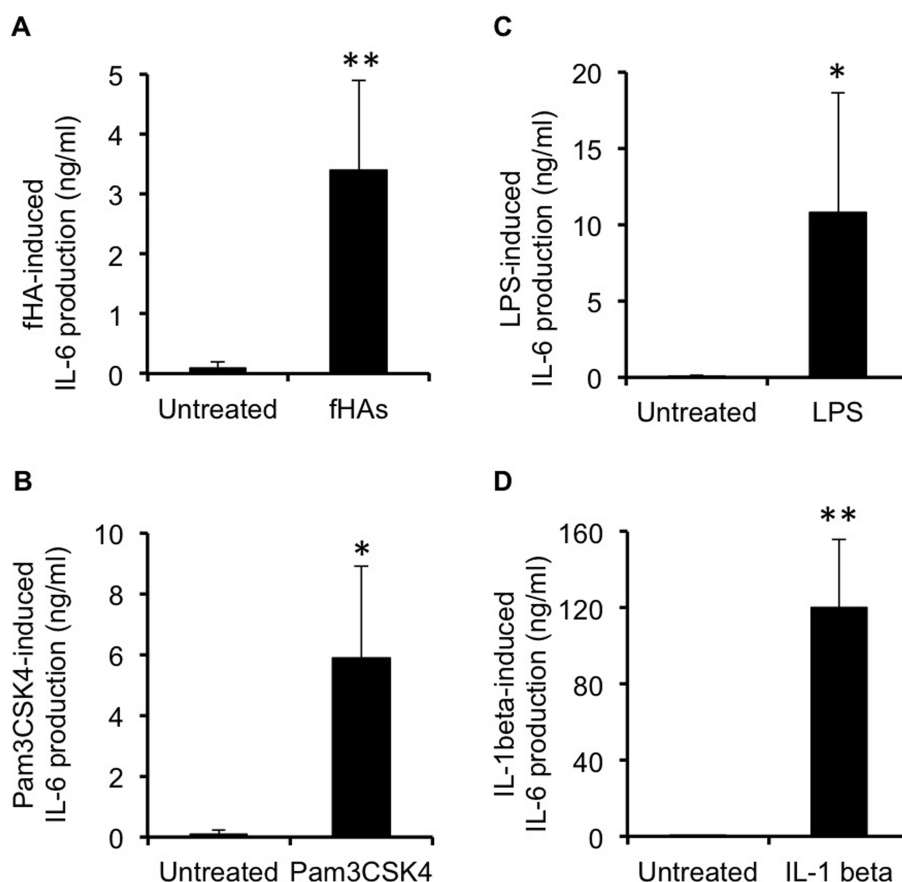 A
fHA-induced
IL-6 production (ng/ml)
5
4
3
2
1
0
**
Untreated
fHAs
C
LPS-induced
IL-6 production (ng/ml)
20
15
10
5
0
*
Untreated
LPS
B
Pam3CSK4-induced
IL-6 production (ng/ml)
10
8
6
4
2
0
*
Untreated
Pam3CSK4
D
IL-1beta-induced
IL-6 production (ng/ml)
160
120
80
40
0
**
Untreated
IL-1 beta